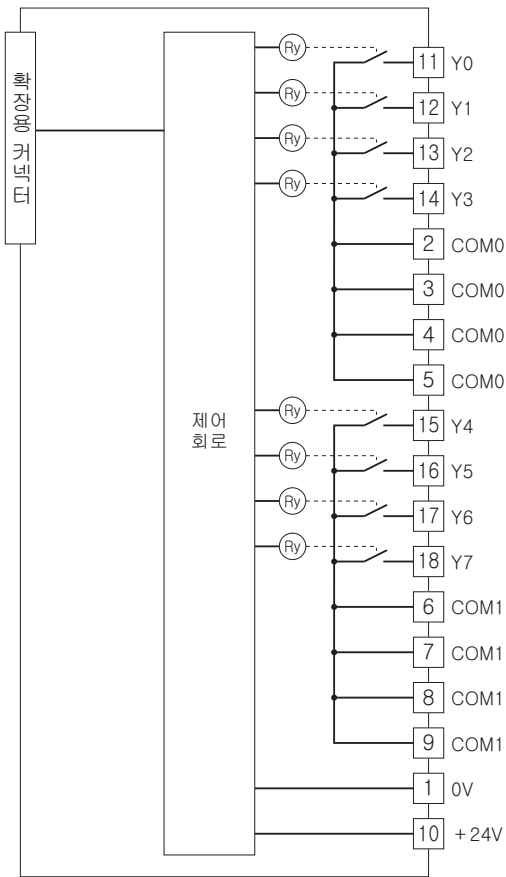 확장용 커넥터
제어
회로
Ry 11 Y0
Ry 12 Y1
Ry 13 Y2
Ry 14 Y3
2 COM0
3 COM0
4 COM0
5 COM0
Ry 15 Y4
Ry 16 Y5
Ry 17 Y6
Ry 18 Y7
6 COM1
7 COM1
8 COM1
9 COM1
1 0V
10 +24V